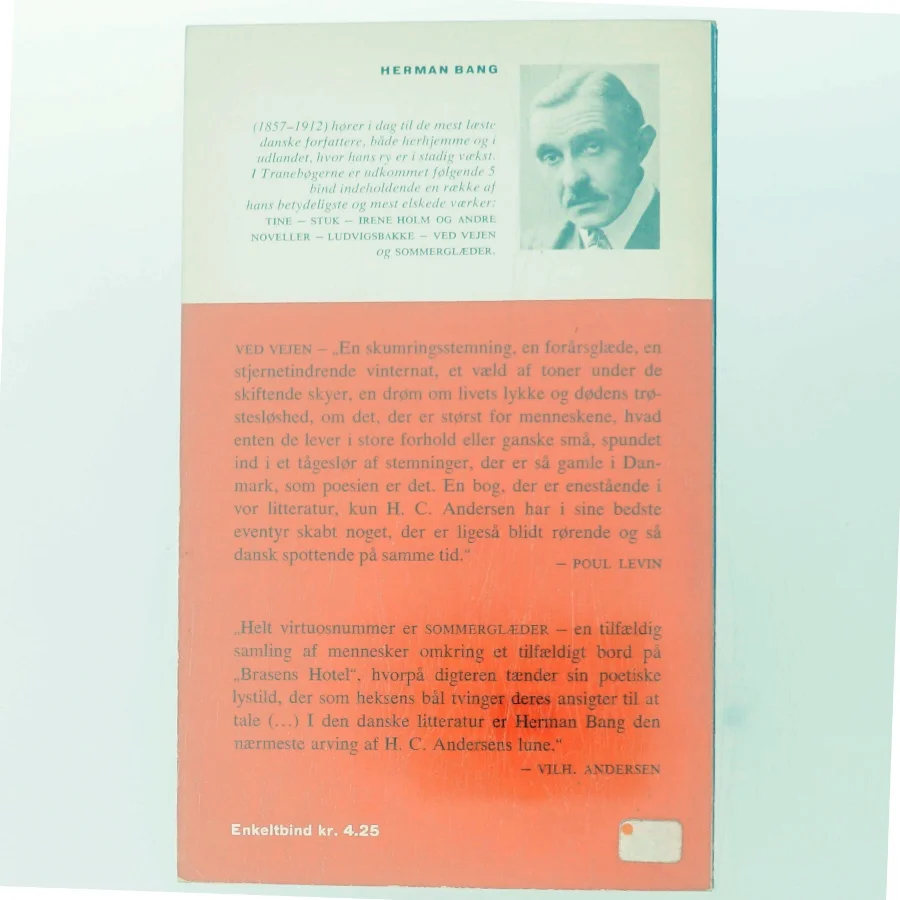 HERMAN BANG
(1857–1912) hører i dag til de mest læste
danske forfattere, både herhjemme og i
udlandet, hvor hans ry er i stadig vækst.
I Tranebøgerne er udkommet følgende 5
bind indeholdende en række af
hans betydeligste og mest elskede værker:
TINE – STUK – IRENE HOLM OG ANDRE
NOVELLER – LUDVIGSBAKKE – VED VEJEN
og SOMMERGLÆDER.
VED VEJEN – „En skumringsstemning, en forårsglæde, en
stjernetindrende vinternat, et væld af toner under de
skiftende skyer, en drøm om livets lykke og dødens trø-
stesløshed, om det, der er størst for menneskene, hvad
enten de lever i store forhold eller ganske små, spundet
ind i et tågeslør af stemninger, der er så gamle i Dan-
mark, som poesien er det. En bog, der er enestående i
vor litteratur, kun H. C. Andersen har i sine bedste
eventyr skabt noget, der er ligeså blidt rørende og så
dansk spottende på samme tid.“
– POUL LEVIN
„Helt virtuosnummer er SOMMERGLÆDER – en tilfældig
samling af mennesker omkring et tilfældigt bord på
„Brasens Hotel“, hvorpå digteren tænder sin poetiske
lystild, der som heksens bål tvinger deres ansigter til at
tale (...) I den danske litteratur er Herman Bang den
nærmeste arving af H. C. Andersens lune.“
– VILH. ANDERSEN
Enkeltbind kr. 4.25